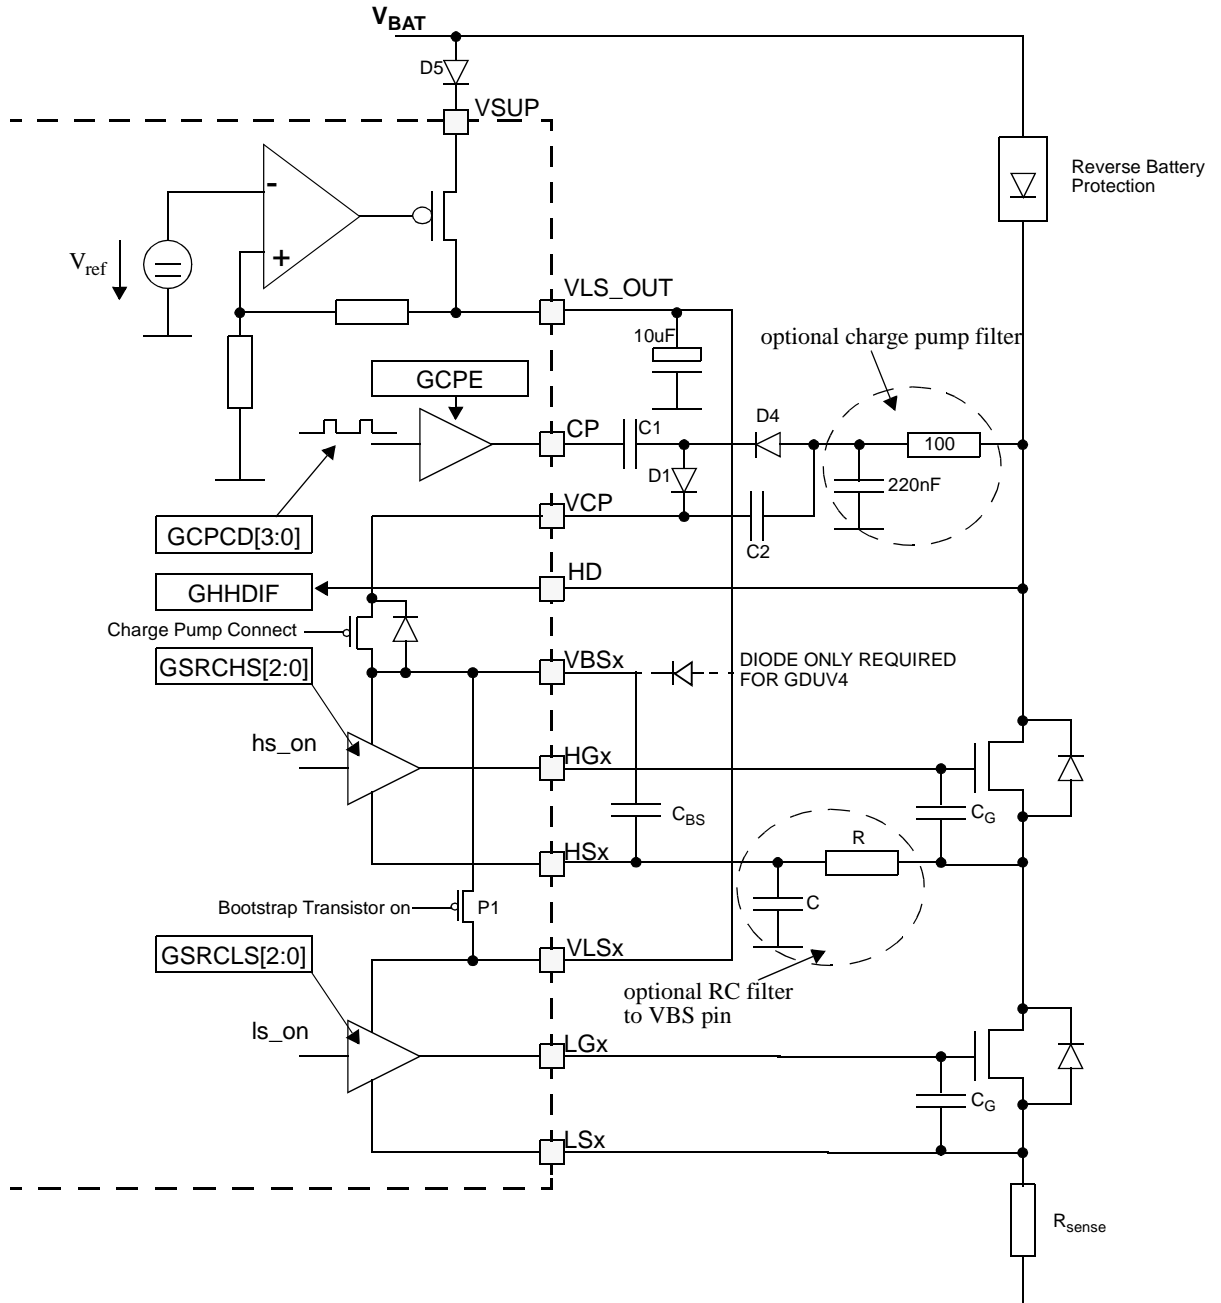 VBAT
D5
VSUP
Reverse Battery
Protection
-
+
Vref
VLS_OUT
10uF
optional charge pump filter
GCPE
CP
C1
D4
100
D1
220nF
VCP
GCPCD[3:0]
C2
HD
GHHDIF
Charge Pump Connect
VBSx
DIODE ONLY REQUIRED
FOR GDUV4
GSRCHS[2:0]
hs_on
HGx
CBS
CG
R
HSx
Bootstrap Transistor on
P1
C
GSRCLS[2:0]
VLSx
optional RC filter
to VBS pin
ls_on
LGx
CG
LSx
Rsense